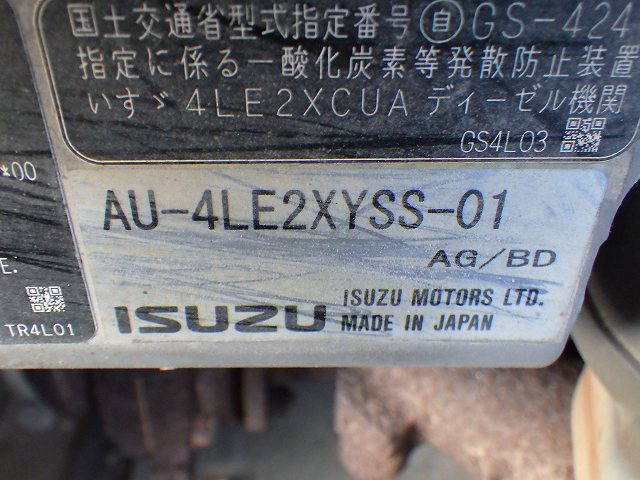 国土交通省型式指定番号 自 GS-424
指定に係る一酸化炭素等発散防止装置
いすゞ 4LE2XCUA ディーゼル機関
GS4L03
*00
AU-4LE2XYSS-01
AG/BD
E.
ISUZU ISUZU MOTORS LTD.
MADE IN JAPAN
TR4L01